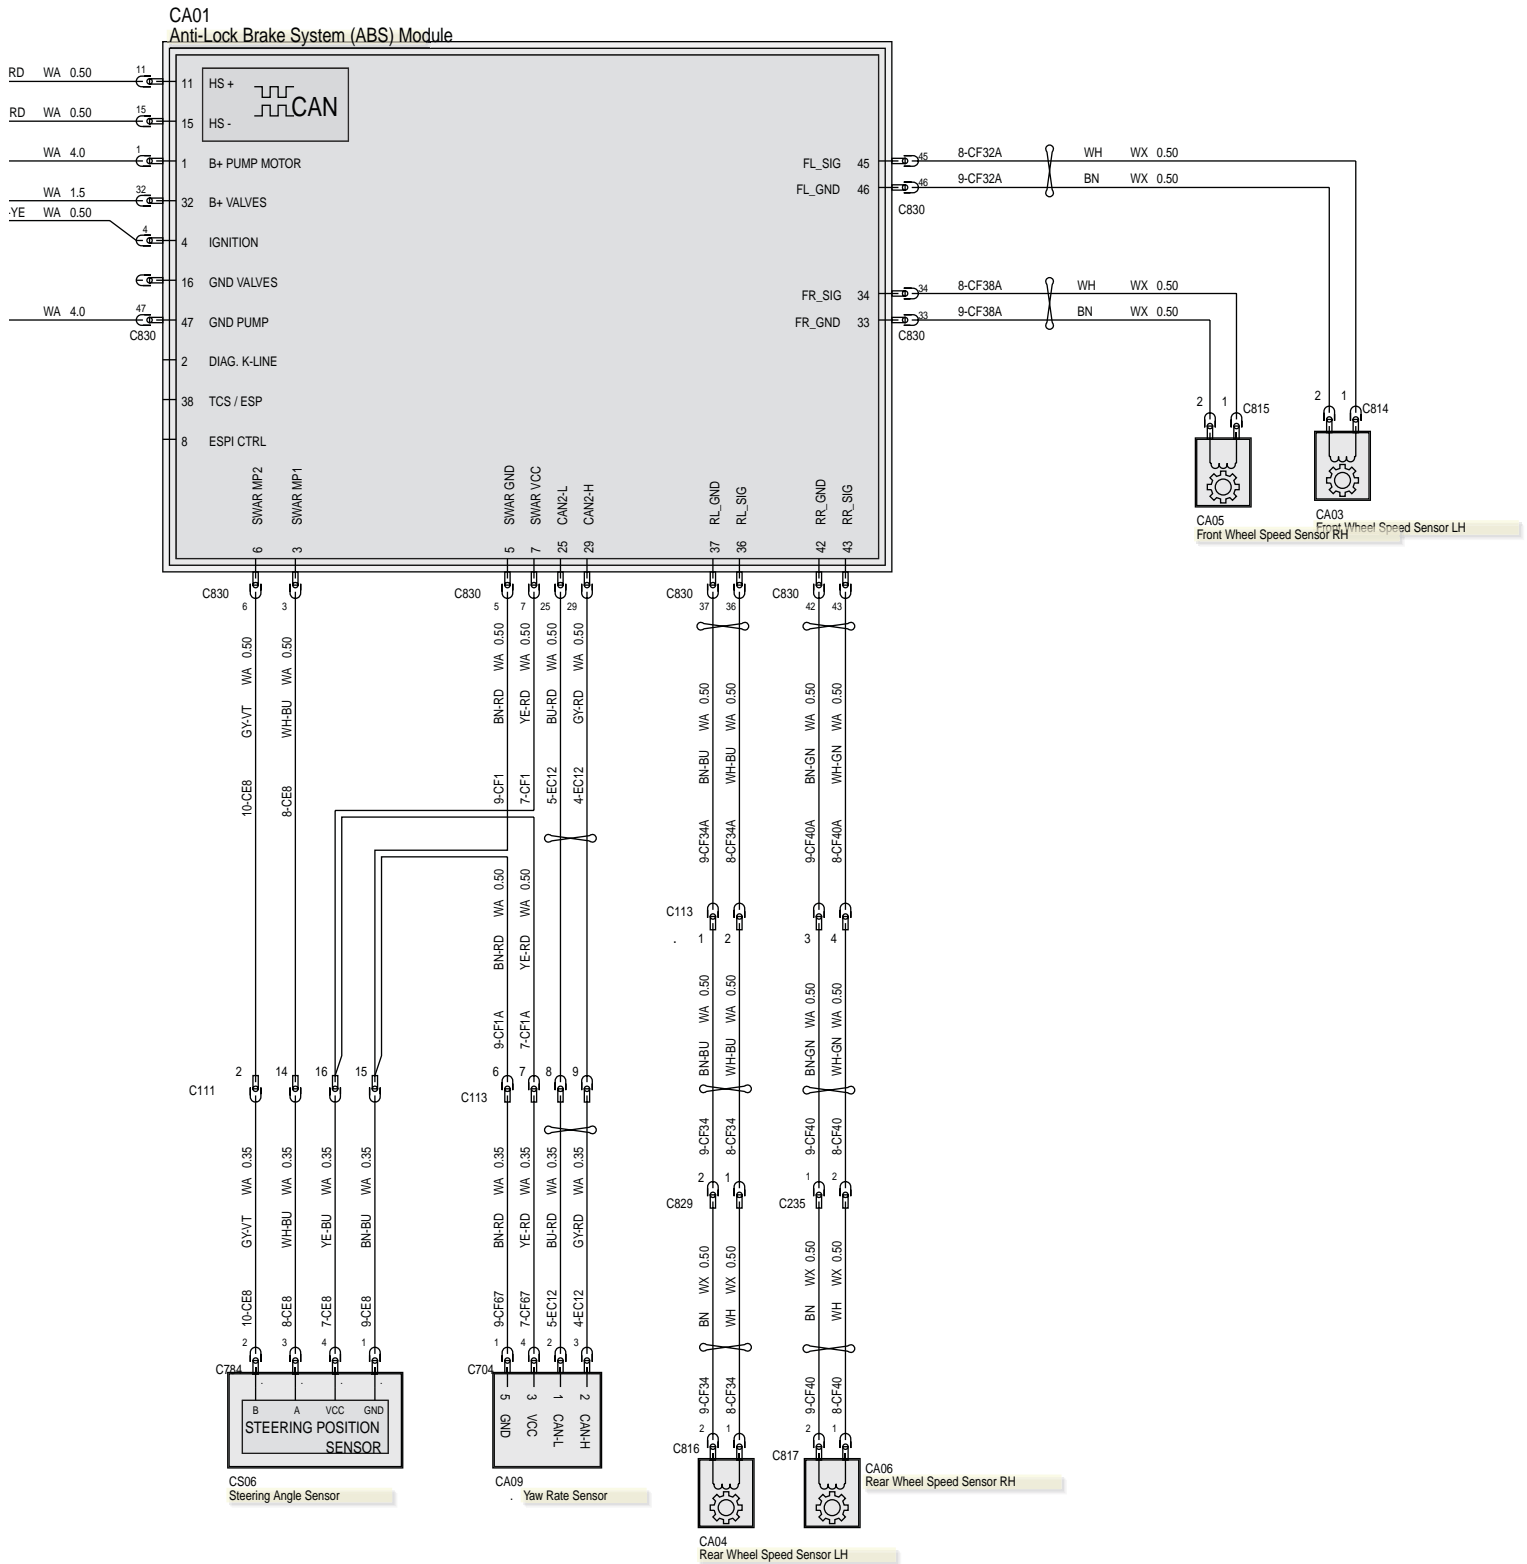 CA01
Anti-Lock Brake System (ABS) Module
RD WA 0.50 11
11 HS +
CAN
RD WA 0.50 15
15 HS -
WA 4.0 1
1 B+ PUMP MOTOR
WA 1.5 32
32 B+ VALVES
-YE WA 0.50 4
4 IGNITION
16 GND VALVES
WA 4.0 47
47 GND PUMP
C830
2 DIAG. K-LINE
38 TCS / ESP
8 ESPI CTRL
FL_SIG 45 45 8-CF32A WH WX 0.50
FL_GND 46 46 9-CF32A BN WX 0.50
C830
FR_SIG 34 34 8-CF38A WH WX 0.50
FR_GND 33 33 9-CF38A BN WX 0.50
C830
2 1 C815
2 1 C814
CA05
Front Wheel Speed Sensor RH
CA03
Front Wheel Speed Sensor LH
SWAR MP2 SWAR MP1 SWAR GND SWAR VCC CAN2-L CAN2-H RL_GND RL_SIG RR_GND RR_SIG
6 3 5 7 25 29 37 36 42 43
C830 C830 C830 C830
6 3 5 7 25 29 37 36 42 43
GY-VT WA 0.50
WH-BU WA 0.50
BN-RD WA 0.50
YE-RD WA 0.50
BU-RD WA 0.50
GY-RD WA 0.50
BN-BU WA 0.50
WH-BU WA 0.50
BN-GN WA 0.50
WH-GN WA 0.50
10-CE8 8-CE8 9-CF1 7-CF1 5-EC12 4-EC12 9-CF34A 8-CF34A 9-CF40A 8-CF40A
BN-RD WA 0.50
YE-RD WA 0.50
9-CF1A 7-CF1A
C113
. 1 2 3 4
BN-BU WA 0.50
WH-BU WA 0.50
BN-GN WA 0.50
WH-GN WA 0.50
C111 2 14 16 15
C113 6 7 8 9
9-CF34 8-CF34 9-CF40 8-CF40
C829 2 1
C235 1 2
GY-VT WA 0.35
WH-BU WA 0.35
YE-BU WA 0.35
BN-BU WA 0.35
BN-RD WA 0.35
YE-RD WA 0.35
BU-RD WA 0.35
GY-RD WA 0.35
BN WX 0.50
WH WX 0.50
BN WX 0.50
WH WX 0.50
10-CE8 8-CE8 7-CE8 9-CE8 9-CF67 7-CF67 5-EC12 4-EC12
2 3 4 1
1 4 2 3
C784 C704
9-CF34 8-CF34 9-CF40 8-CF40
B A VCC GND
STEERING POSITION
SENSOR
5 GND
3 VCC
1 CAN-L
2 CAN-H
C816 2 1
C817 2 1
CS06
Steering Angle Sensor
CA09
. Yaw Rate Sensor
CA06
Rear Wheel Speed Sensor RH
CA04
Rear Wheel Speed Sensor LH